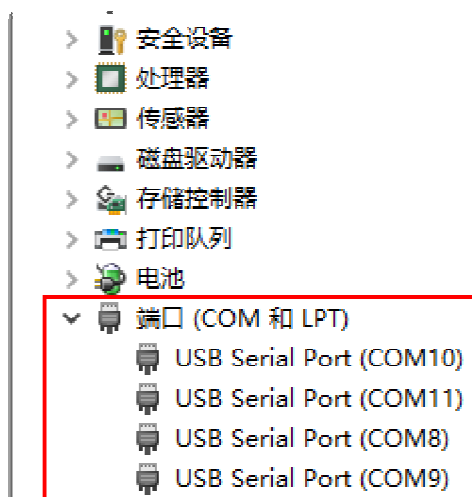 安全设备
处理器
传感器
磁盘驱动器
存储控制器
打印队列
电池
端口 (COM 和 LPT)
USB Serial Port (COM10)
USB Serial Port (COM11)
USB Serial Port (COM8)
USB Serial Port (COM9)